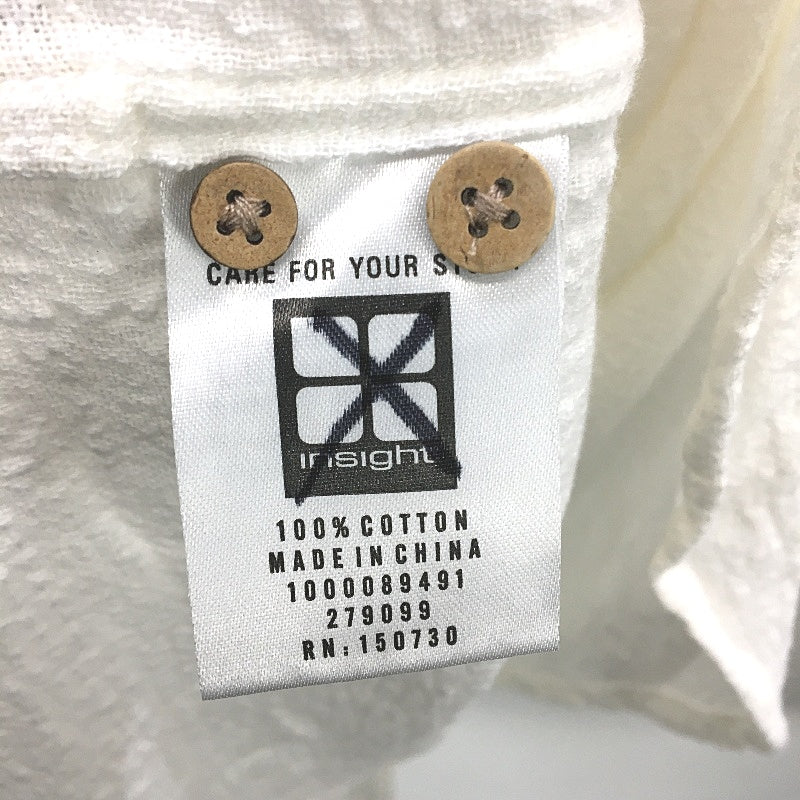 CARE FOR YOUR
insight
100% COTTON
MADE IN CHINA
1000089491
279099
RN: 150730